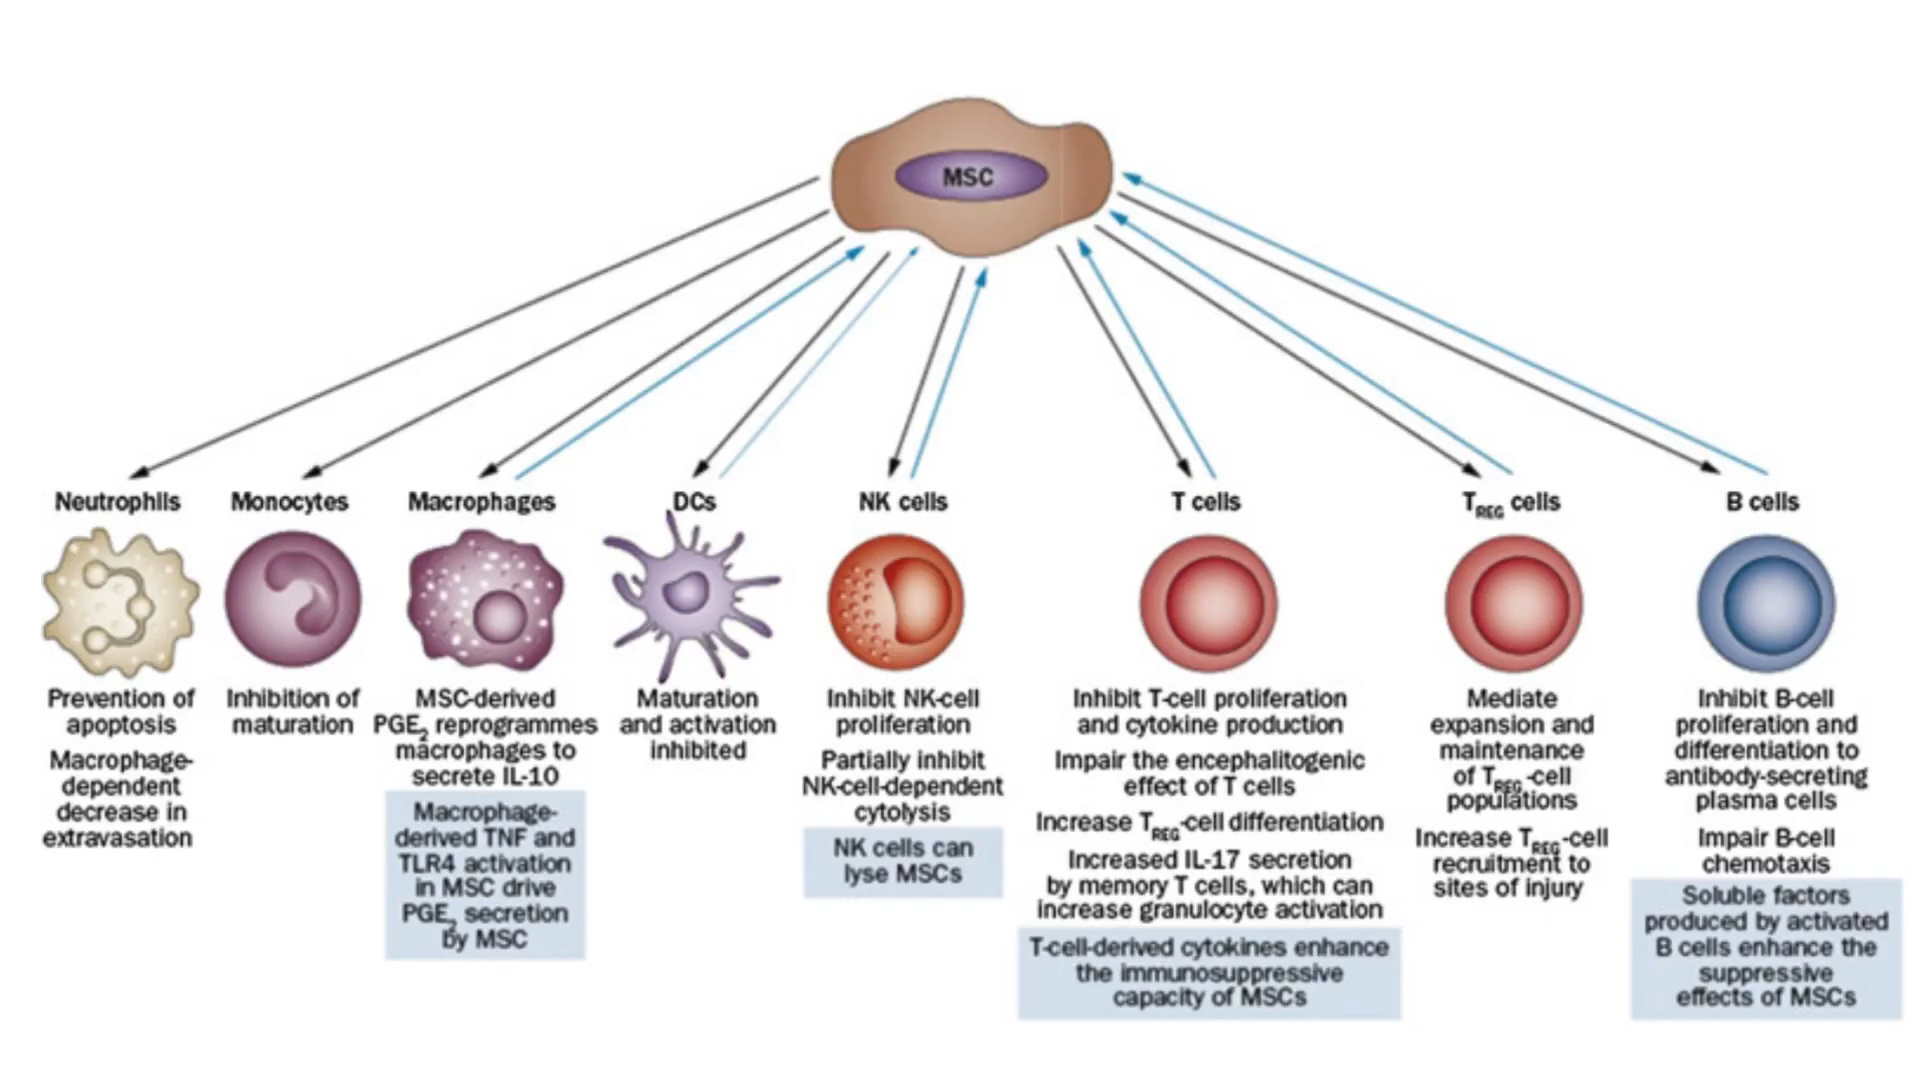 MSC
Neutrophils
Prevention of
apoptosis
Macrophage-
dependent
decrease in
extravasation
Monocytes
Inhibition of
maturation
Macrophages
MSC-derived
PGE2 reprogrammes
macrophages to
secrete IL-10
Macrophage-
derived TNF and
TLR4 activation
in MSC drive
PGE2 secretion
by MSC
DCs
Maturation
and activation
inhibited
NK cells
Inhibit NK-cell
proliferation
Partially inhibit
NK-cell-dependent
cytolysis
NK cells can
lyse MSCs
T cells
Inhibit T-cell proliferation
and cytokine production
Impair the encephalitogenic
effect of T cells
Increase TREG-cell differentiation
Increased IL-17 secretion
by memory T cells, which can
increase granulocyte activation
T-cell-derived cytokines enhance
the immunosuppressive
capacity of MSCs
TREG cells
Mediate
expansion and
maintenance
of TREG-cell
populations
Increase TREG-cell
recruitment to
sites of injury
B cells
Inhibit B-cell
proliferation and
differentiation to
antibody-secreting
plasma cells
Impair B-cell
chemotaxis
Soluble factors
produced by activated
B cells enhance the
suppressive
effects of MSCs